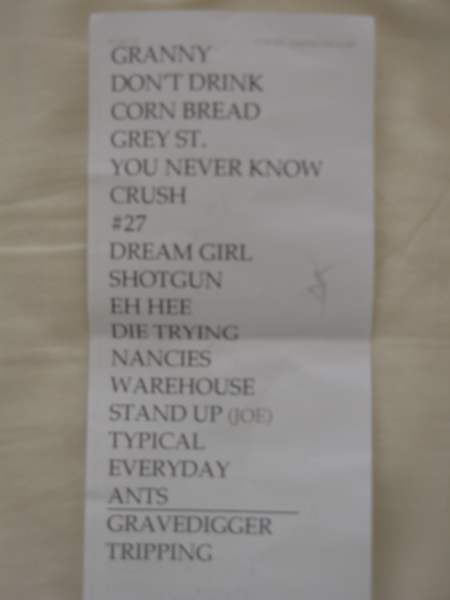 GRANNY
DON'T DRINK
CORN BREAD
GREY ST.
YOU NEVER KNOW
CRUSH
#27
DREAM GIRL
SHOTGUN
EH HEE
DIE TRYING
NANCIES
WAREHOUSE
STAND UP (JOE)
TYPICAL
EVERYDAY
ANTS
GRAVEDIGGER
TRIPPING